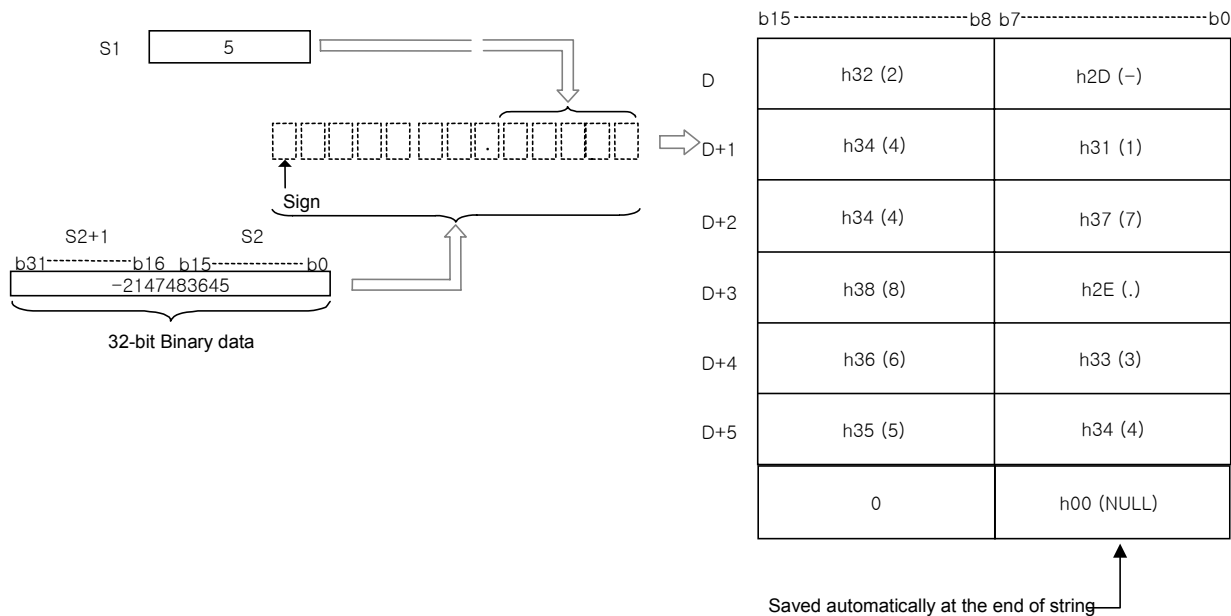 S1
5
.
Sign
S2+1 S2
b31 b16 b15 b0
-2147483645
32-bit Binary data
b15 b8 b7 b0
D h32 (2) h2D (-)
D+1 h34 (4) h31 (1)
D+2 h34 (4) h37 (7)
D+3 h38 (8) h2E (.)
D+4 h36 (6) h33 (3)
D+5 h35 (5) h34 (4)
0 h00 (NULL)
Saved automatically at the end of string